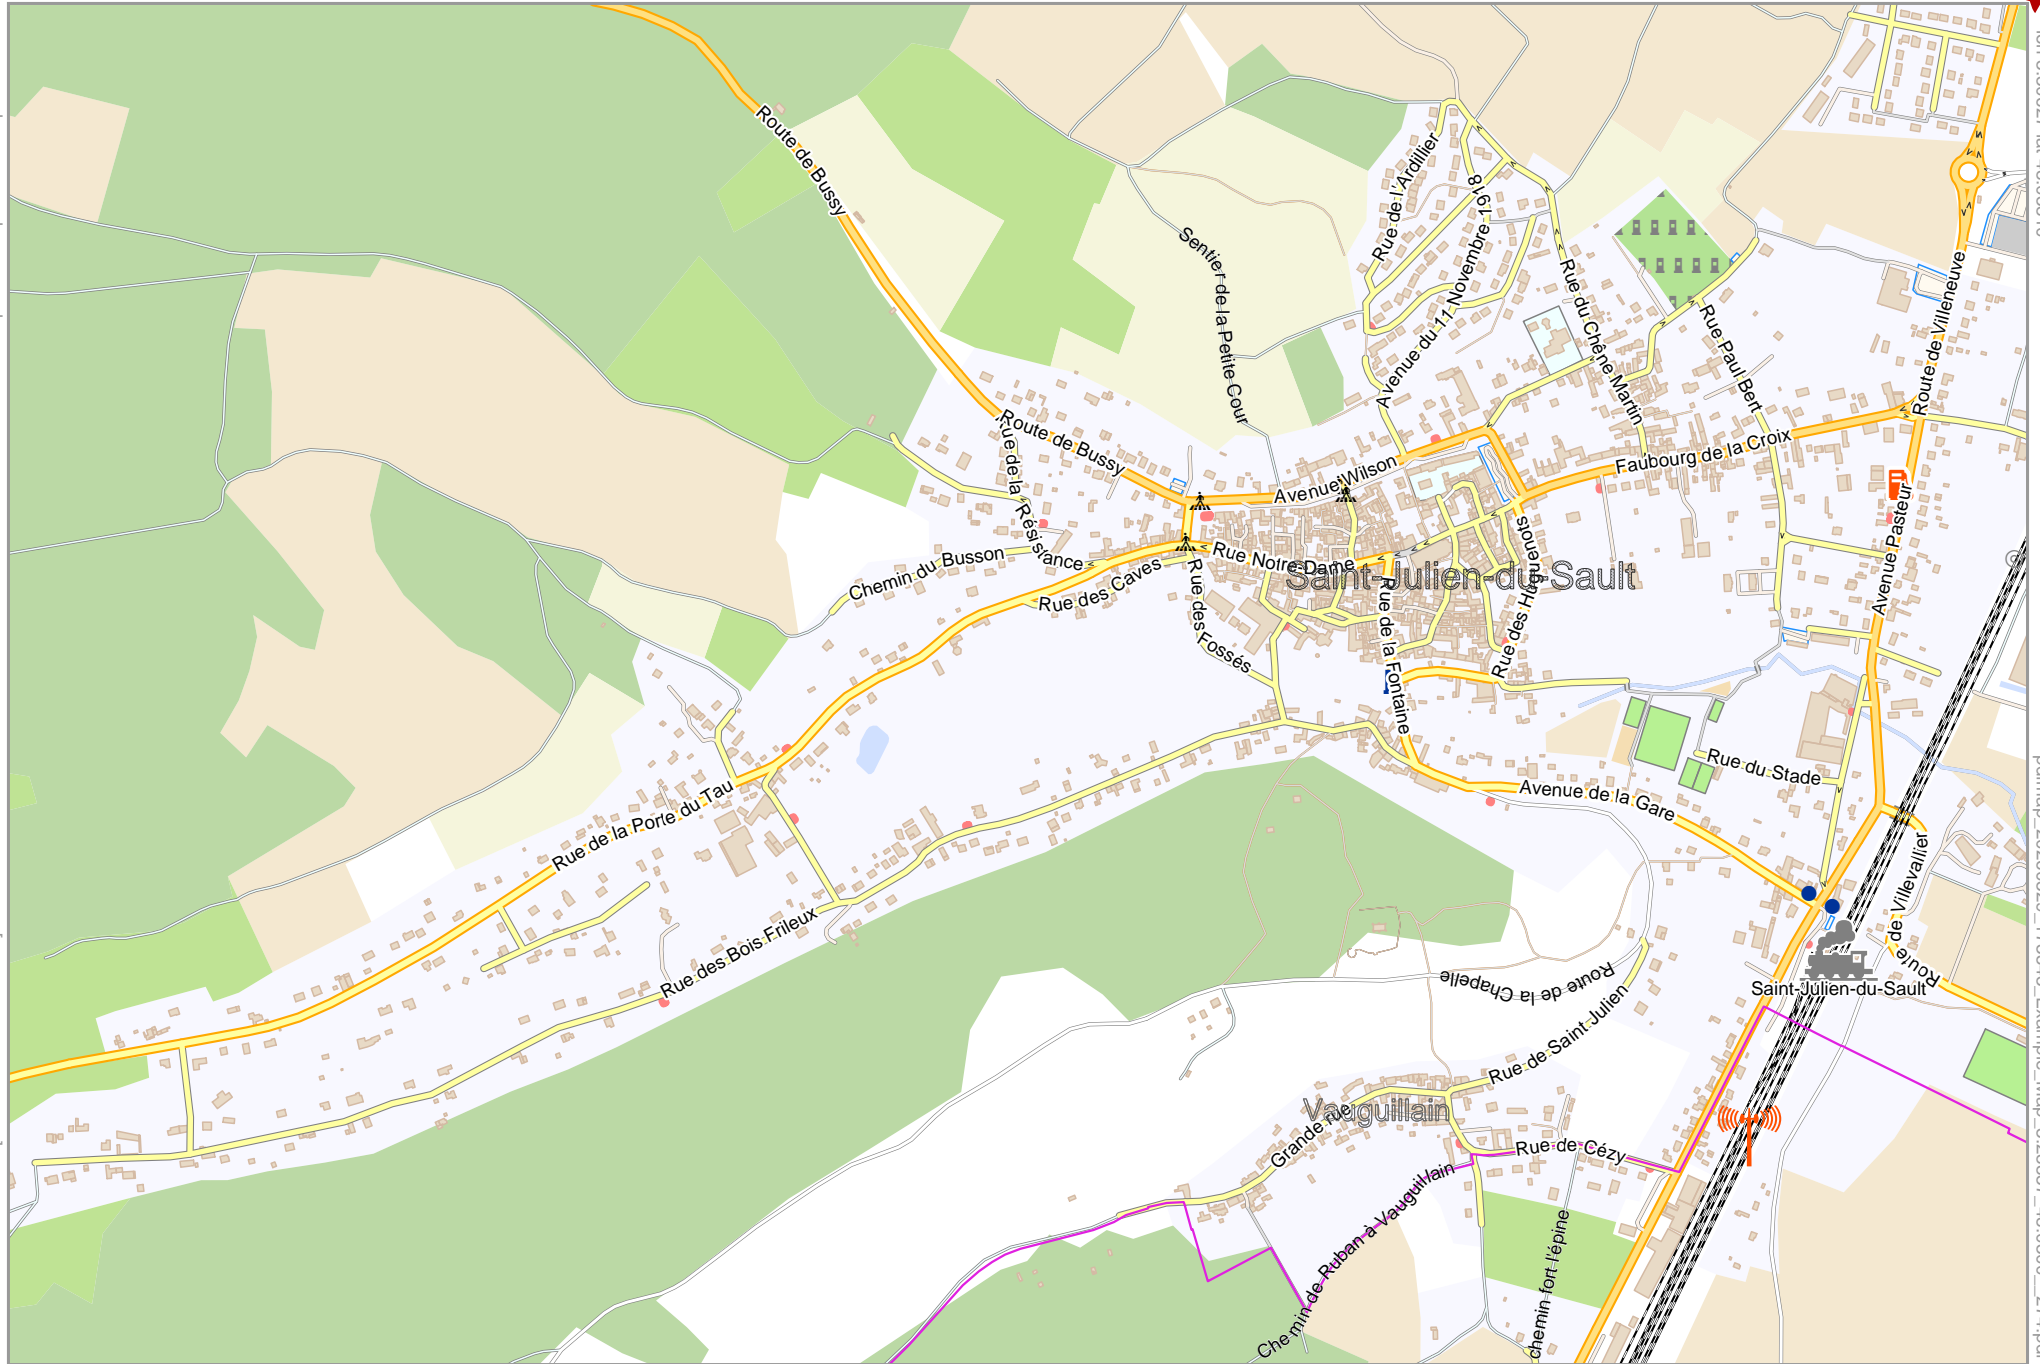 Route de Bussy
Rue de l'Ardillier
Avenue du 11 Novembre 1918
Sentier de la Petite Cour
Rue du Chêne Martin
Rue Paul Bert
Route de Villeneuve
Route de Bussy
Rue de la Résistance
Avenue Wilson
Faubourg de la Croix
Avenue Pasteur
Chemin du Busson
Rue des Caves
Rue Notre-Dame
Saint-Julien-du-Sault
Rue des Huguenots
Rue des Fossés
Rue de la Fontaine
Rue du Stade
Avenue de la Gare
Rue de la Porte du Tau
Rue des Bois Frileux
Route de Villevallier
Route de la Chapelle
Saint-Julien-du-Sault
Rue de Saint Julien
Vauguillain
Grande rue
Rue de Cézy
Chemin de Ruban à Vauguillain
chemin fort l'épine